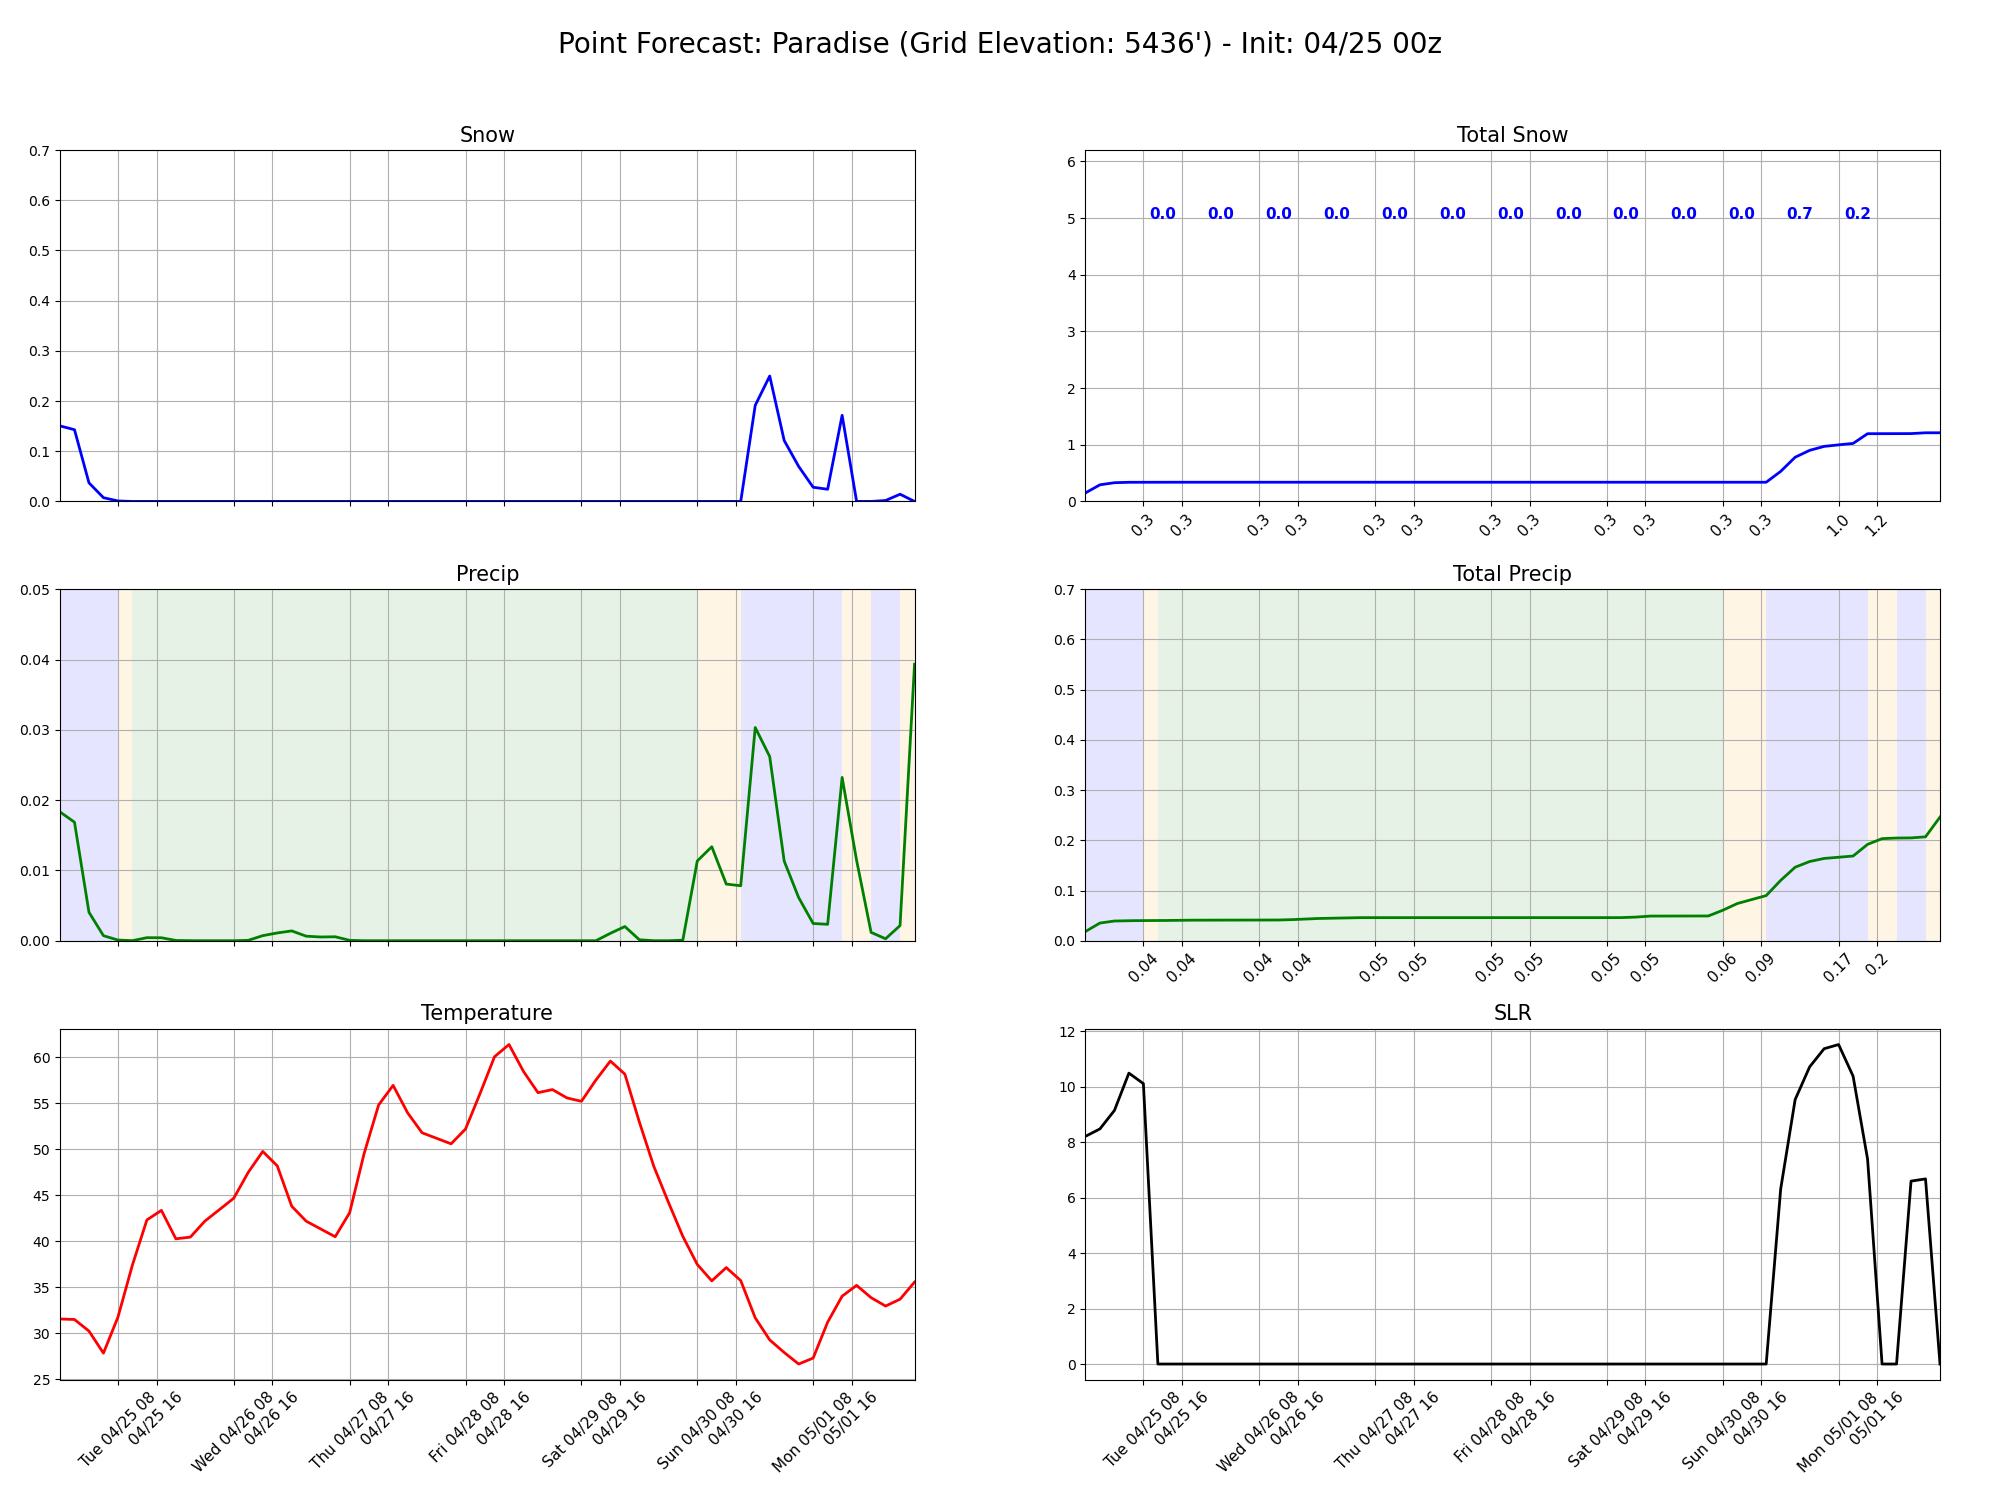 Point Forecast: Paradise (Grid Elevation: 5436') - Init: 04/25 00z
Snow
0.7
0.6
0.5
0.4
0.3
0.2
0.1
0.0
Total Snow
6
5
4
3
2
1
0
0.0 0.0 0.0 0.0 0.0 0.0 0.0 0.0 0.0 0.0 0.0 0.7 0.2
0.3 0.3 0.3 0.3 0.3 0.3 0.3 0.3 0.3 0.3 0.3 0.3 1.0 1.2
Precip
0.05
0.04
0.03
0.02
0.01
0.00
Total Precip
0.7
0.6
0.5
0.4
0.3
0.2
0.1
0.0
0.04 0.04 0.04 0.04 0.05 0.05 0.05 0.05 0.05 0.05 0.06 0.09 0.17 0.2
Temperature
60
55
50
45
40
35
30
25
Tue 04/25 08
04/25 16
Wed 04/26 08
04/26 16
Thu 04/27 08
04/27 16
Fri 04/28 08
04/28 16
Sat 04/29 08
04/29 16
Sun 04/30 08
04/30 16
Mon 05/01 08
05/01 16
SLR
12
10
8
6
4
2
0
Tue 04/25 08
04/25 16
Wed 04/26 08
04/26 16
Thu 04/27 08
04/27 16
Fri 04/28 08
04/28 16
Sat 04/29 08
04/29 16
Sun 04/30 08
04/30 16
Mon 05/01 08
05/01 16